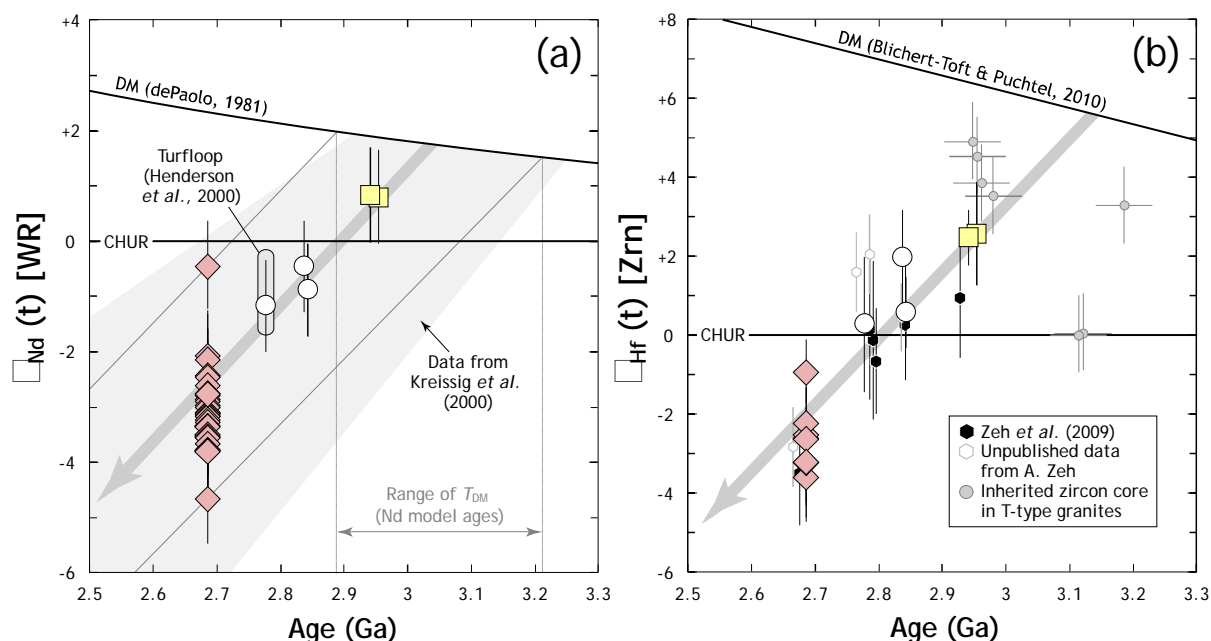 (a)
+4
+2
0
-2
-4
-6
□Nd (t) [WR]
DM (dePaolo, 1981)
Turfloop
(Henderson
et al., 2000)
CHUR
Data from
Kreissig et al.
(2000)
Range of TDM
(Nd model ages)
2.5 2.6 2.7 2.8 2.9 3.0 3.1 3.2 3.3
Age (Ga)
(b)
+8
+6
+4
+2
0
-2
-4
-6
□Hf (t) [Zrn]
DM (Blichert-Toft & Puchtel, 2010)
CHUR
Zeh et al. (2009)
Unpublished data
from A. Zeh
Inherited zircon core
in T-type granites
2.5 2.6 2.7 2.8 2.9 3.0 3.1 3.2 3.3
Age (Ga)